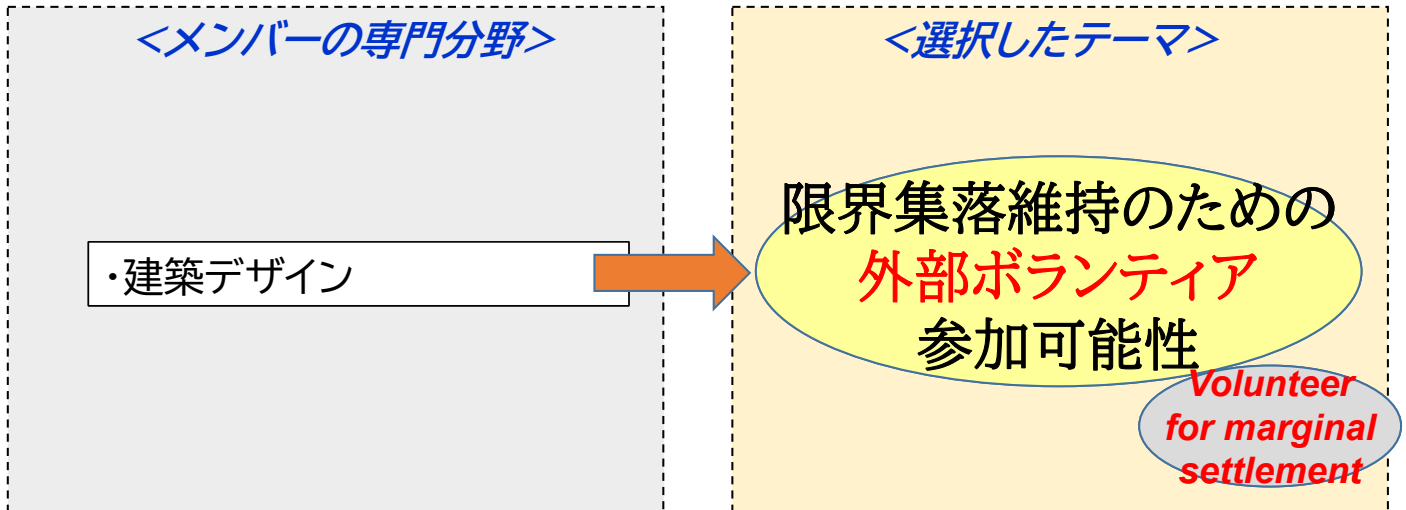 <メンバーの専門分野>
・建築デザイン
<選択したテーマ>
限界集落維持のための
外部ボランティア
参加可能性
Volunteer
for marginal
settlement